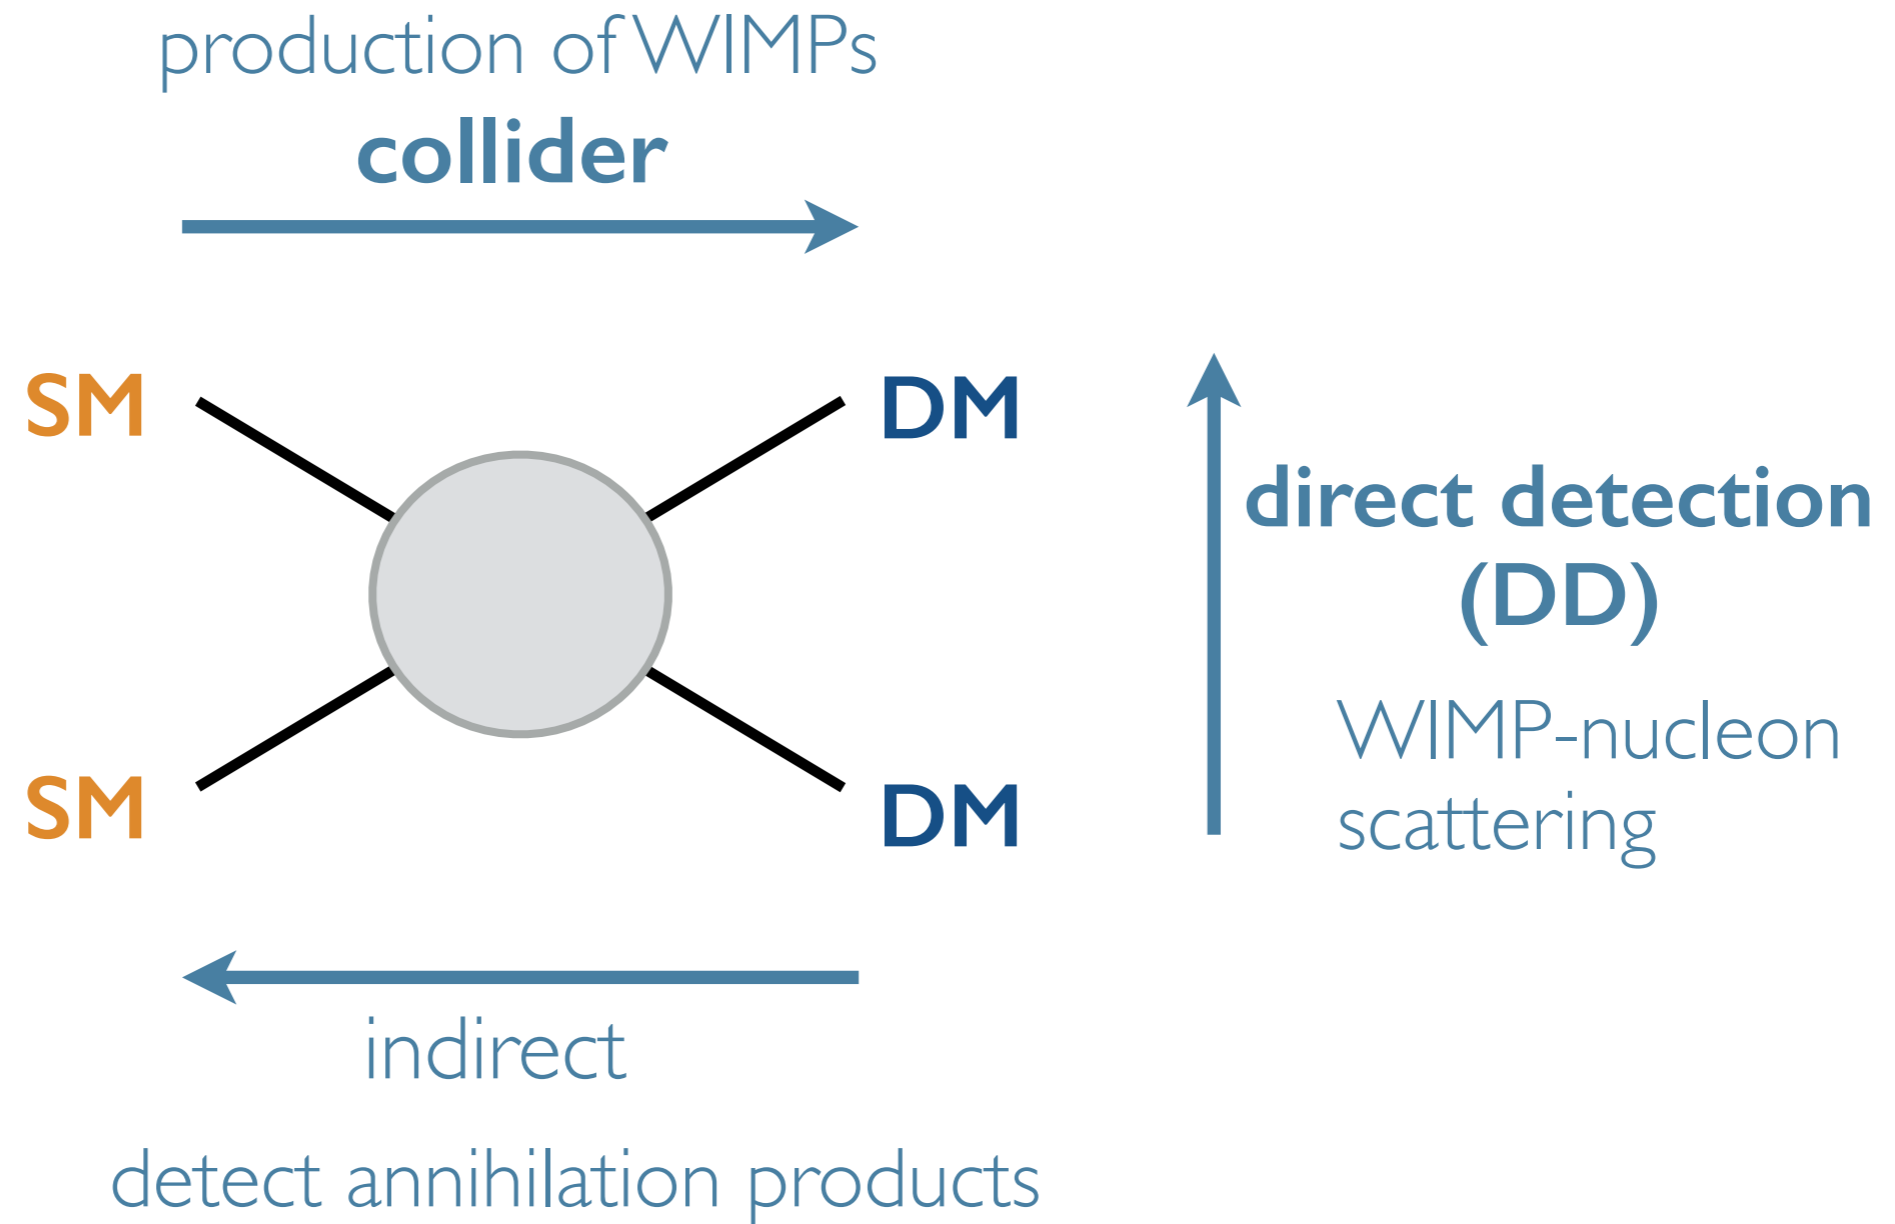 production of WIMPs
collider
SM
DM
direct detection
(DD)
WIMP-nucleon
scattering
SM
DM
indirect
detect annihilation products